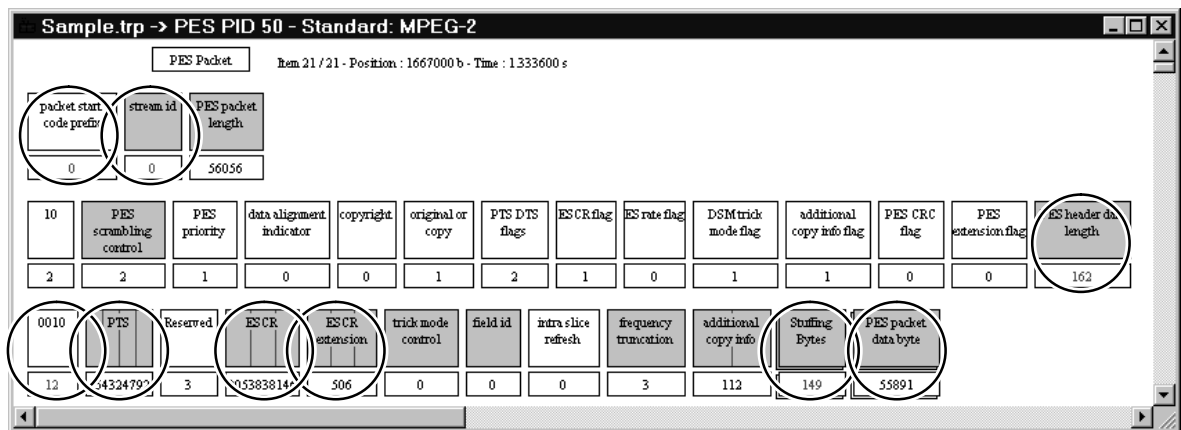 Sample.trp -> PES PID 50 - Standard: MPEG-2
PES Packet Item 21 / 21 - Position : 1667000 b - Time : 1.333600 s
packet start code prefix stream id PES packet length
0 0 56056
10 PES scrambling control PES priority data alignment indicator copyright original or copy PTS DTS flags ESCR flag ES rate flag DSM trick mode flag additional copy info flag PES CRC flag PES extension flag ES header da length
2 2 1 0 0 1 2 1 0 1 1 0 0 162
0010 PTS Reserved ESCR ESCR extension trick mode control field id intra slice refresh frequency truncation additional copy info Stuffing Bytes PES packet data byte
12 3 506 0 0 0 3 112 149 55891